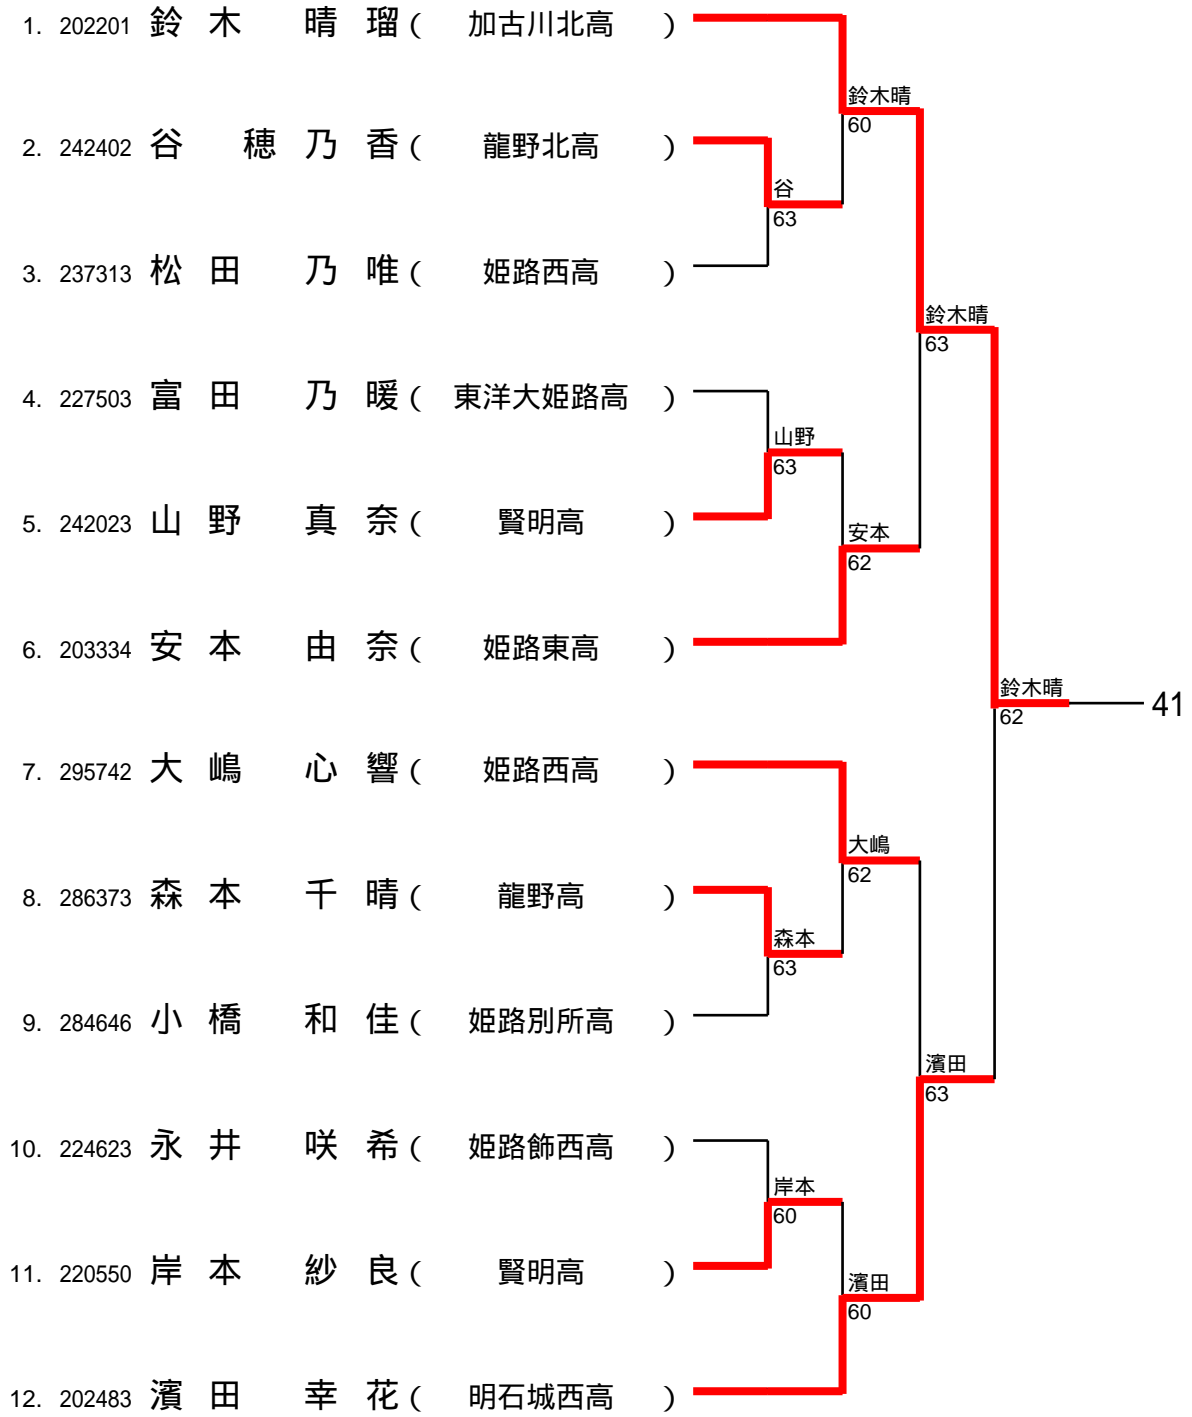 1. 202201 鈴木 晴瑠 ( 加古川北高 )
鈴木晴
60
2. 242402 谷 穂乃香 ( 龍野北高 )
谷
63
3. 237313 松田 乃唯 ( 姫路西高 )
鈴木晴
63
4. 227503 富田 乃暖 ( 東洋大姫路高 )
山野
63
5. 242023 山野 真奈 ( 賢明高 )
安本
62
6. 203334 安本 由奈 ( 姫路東高 )
鈴木晴
62
41
7. 295742 大嶋 心響 ( 姫路西高 )
大嶋
62
8. 286373 森本 千晴 ( 龍野高 )
森本
63
9. 284646 小橋 和佳 ( 姫路別所高 )
濱田
63
10. 224623 永井 咲希 ( 姫路飾西高 )
岸本
60
11. 220550 岸本 紗良 ( 賢明高 )
濱田
60
12. 202483 濱田 幸花 ( 明石城西高 )